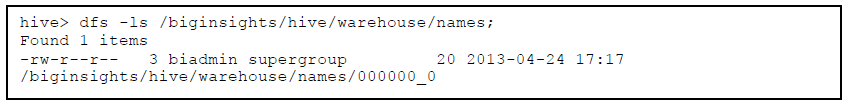 hive> dfs -ls /biginsights/hive/warehouse/names;
Found 1 items
-rw-r--r--   3 biadmin supergroup         20 2013-04-24 17:17
/biginsights/hive/warehouse/names/000000_0